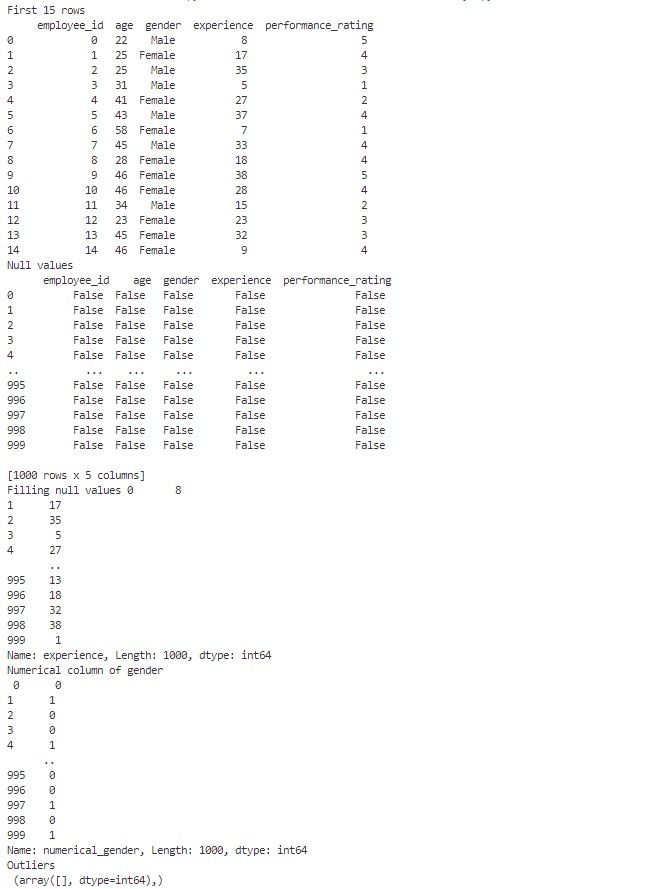 First 15 rows
    employee_id  age  gender  experience  performance_rating
0             0   22    Male           8                   5
1             1   25  Female          17                   4
2             2   25    Male          35                   3
3             3   31    Male           5                   1
4             4   41  Female          27                   2
5             5   43    Male          37                   4
6             6   58  Female           7                   1
7             7   45    Male          33                   4
8             8   28  Female          18                   4
9             9   46  Female          38                   5
10           10   46  Female          28                   4
11           11   34    Male          15                   2
12           12   23  Female          23                   3
13           13   45  Female          32                   3
14           14   46  Female           9                   4
Null values
     employee_id    age  gender  experience  performance_rating
0          False  False   False       False               False
1          False  False   False       False               False
2          False  False   False       False               False
3          False  False   False       False               False
4          False  False   False       False               False
..           ...    ...     ...         ...                 ...
995        False  False   False       False               False
996        False  False   False       False               False
997        False  False   False       False               False
998        False  False   False       False               False
999        False  False   False       False               False

[1000 rows x 5 columns]
Filling null values 0       8
1      17
2      35
3       5
4      27
       ..
995    13
996    18
997    32
998    38
999     1
Name: experience, Length: 1000, dtype: int64
Numerical column of gender
 0      0
1      1
2      0
3      0
4      1
      ..
995    0
996    0
997    1
998    0
999    1
Name: numerical_gender, Length: 1000, dtype: int64
Outliers
 (array([], dtype=int64),)